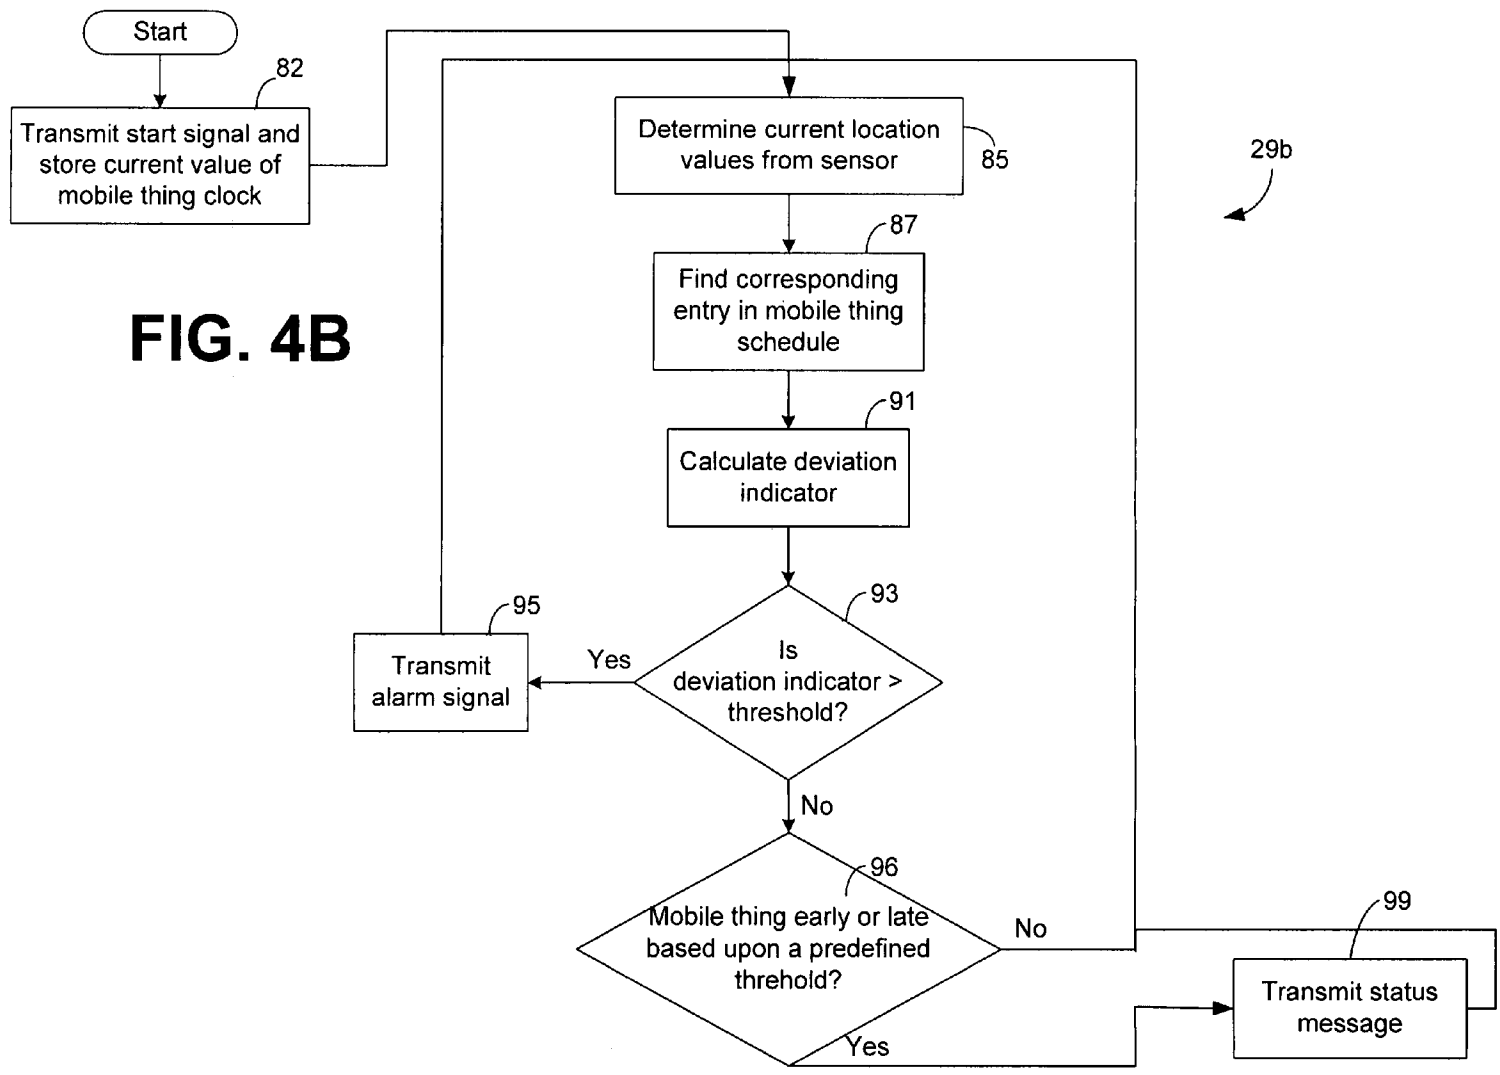 Start
82
Transmit start signal and
store current value of
mobile thing clock
Determine current location
values from sensor
85
29b
87
Find corresponding
entry in mobile thing
schedule
FIG. 4B
91
Calculate deviation
indicator
93
Is
deviation indicator >
threshold?
Yes
95
Transmit
alarm signal
No
96
Mobile thing early or late
based upon a predefined
threhold?
No
Yes
99
Transmit status
message